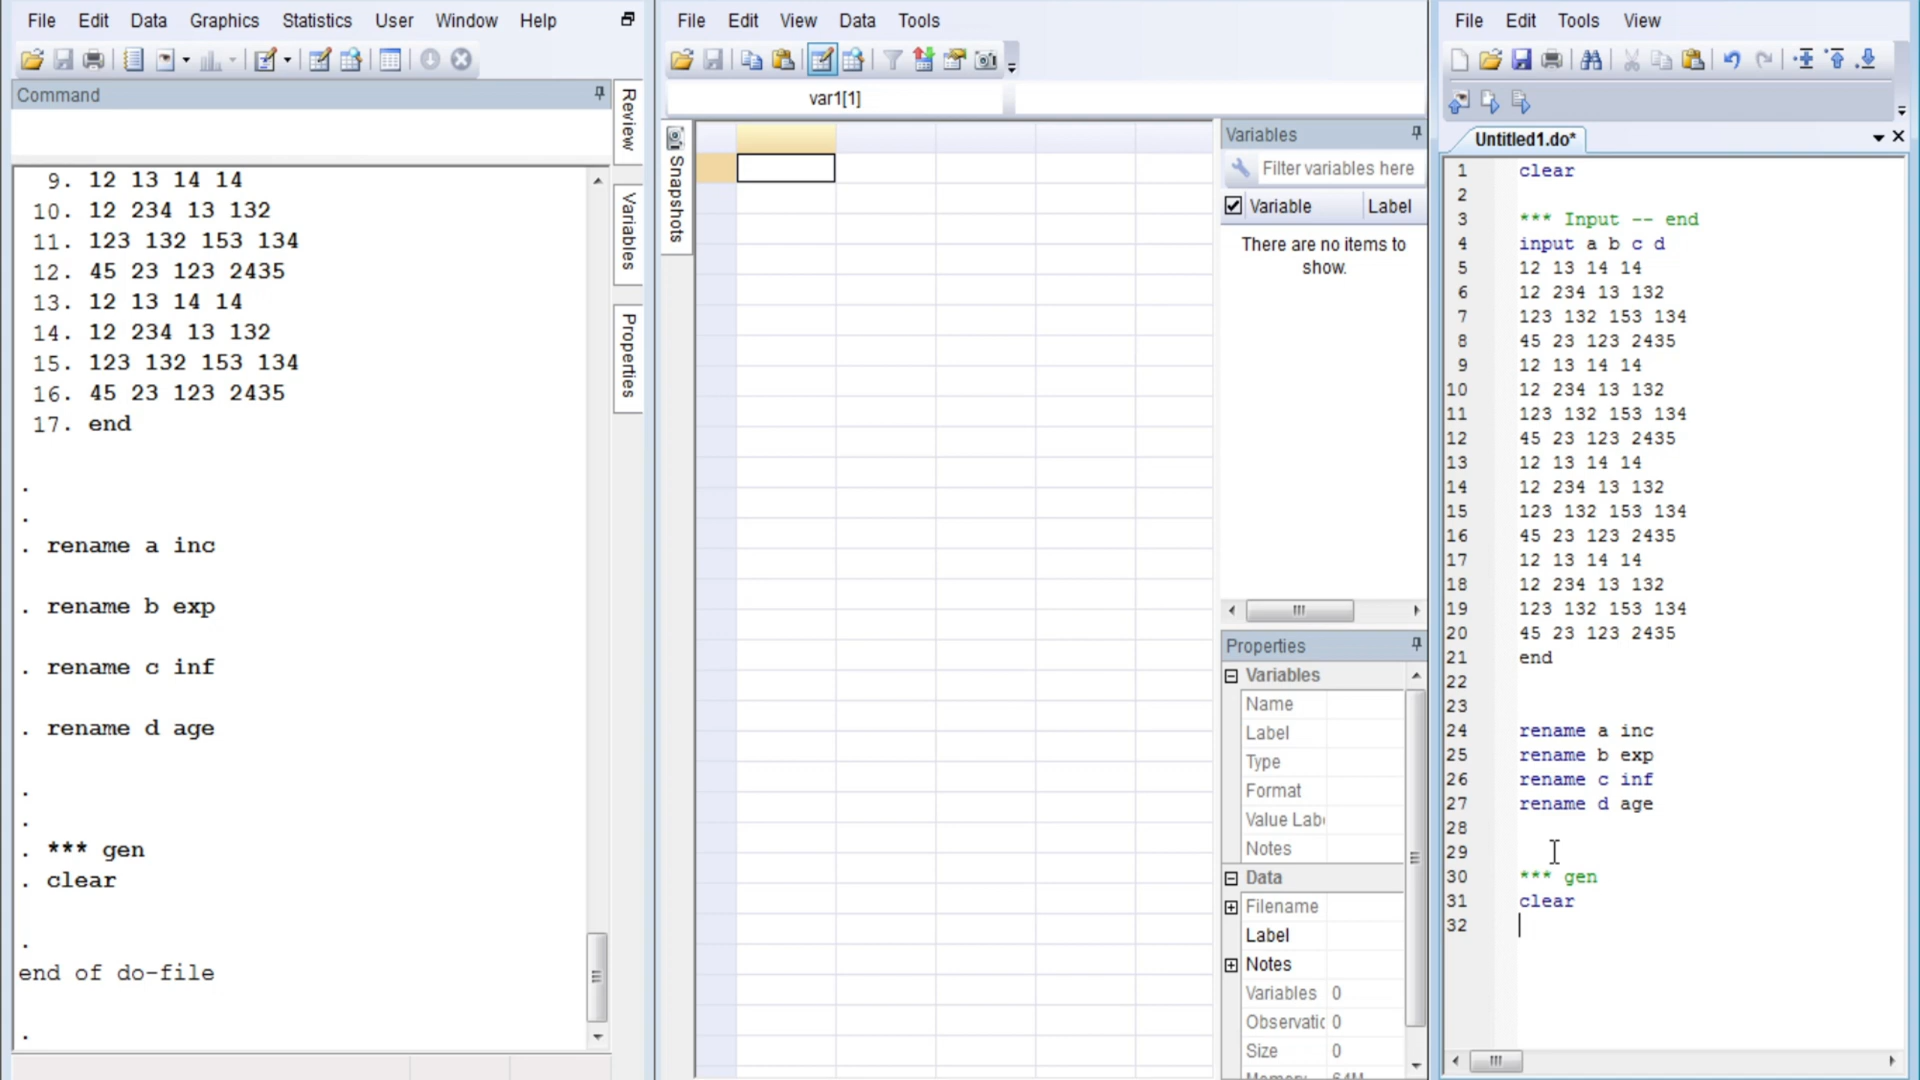 File Edit Data Graphics Statistics User Window Help
Command
Review
Variables
Properties
9. 12 13 14 14
10. 12 234 13 132
11. 123 132 153 134
12. 45 23 123 2435
13. 12 13 14 14
14. 12 234 13 132
15. 123 132 153 134
16. 45 23 123 2435
17. end
.
.
. rename a inc
. rename b exp
. rename c inf
. rename d age
.
.
. *** gen
. clear
.
end of do-file
.
File Edit View Data Tools
var1[1]
Snapshots
Variables
Filter variables here
Variable Label
There are no items to
show.
Properties
Variables
Name
Label
Type
Format
Value Lab
Notes
Data
Filename
Label
Notes
Variables 0
Observatio 0
Size 0
Memory 64M
File Edit Tools View
Untitled1.do*
1 clear
2
3 *** Input -- end
4 input a b c d
5 12 13 14 14
6 12 234 13 132
7 123 132 153 134
8 45 23 123 2435
9 12 13 14 14
10 12 234 13 132
11 123 132 153 134
12 45 23 123 2435
13 12 13 14 14
14 12 234 13 132
15 123 132 153 134
16 45 23 123 2435
17 12 13 14 14
18 12 234 13 132
19 123 132 153 134
20 45 23 123 2435
21 end
22
23
24 rename a inc
25 rename b exp
26 rename c inf
27 rename d age
28
29
30 *** gen
31 clear
32